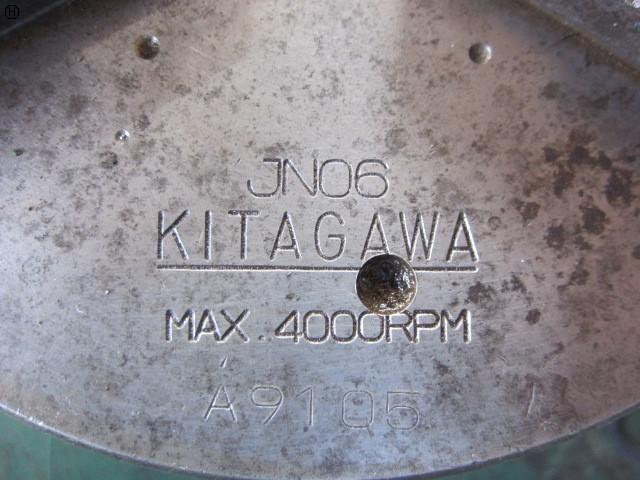 H
JN06
KITAGAWA
MAX. 4000RPM
A9105